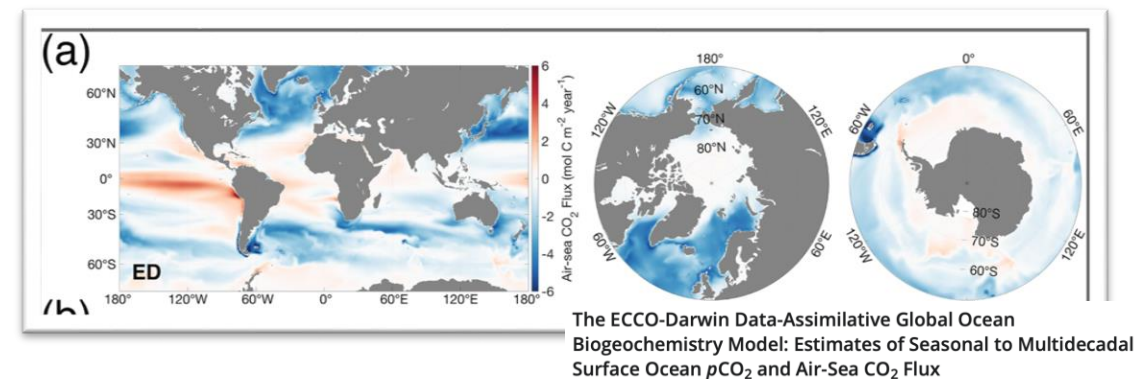 (a)
6
4
2
0
-2
-4
-6
Air-sea CO₂ Flux (mol C m⁻² year⁻¹)
60°N
30°N
0°
30°S
60°S
ED
180°
120°W
60°W
0°
60°E
120°E
180°
180°
120°W
60°N
70°N
80°N
120°E
60°W
60°E
0°
60°W
60°E
80°S
70°S
60°S
120°W
120°E
The ECCO-Darwin Data-Assimilative Global Ocean
Biogeochemistry Model: Estimates of Seasonal to Multidecadal
Surface Ocean pCO₂ and Air-Sea CO₂ Flux